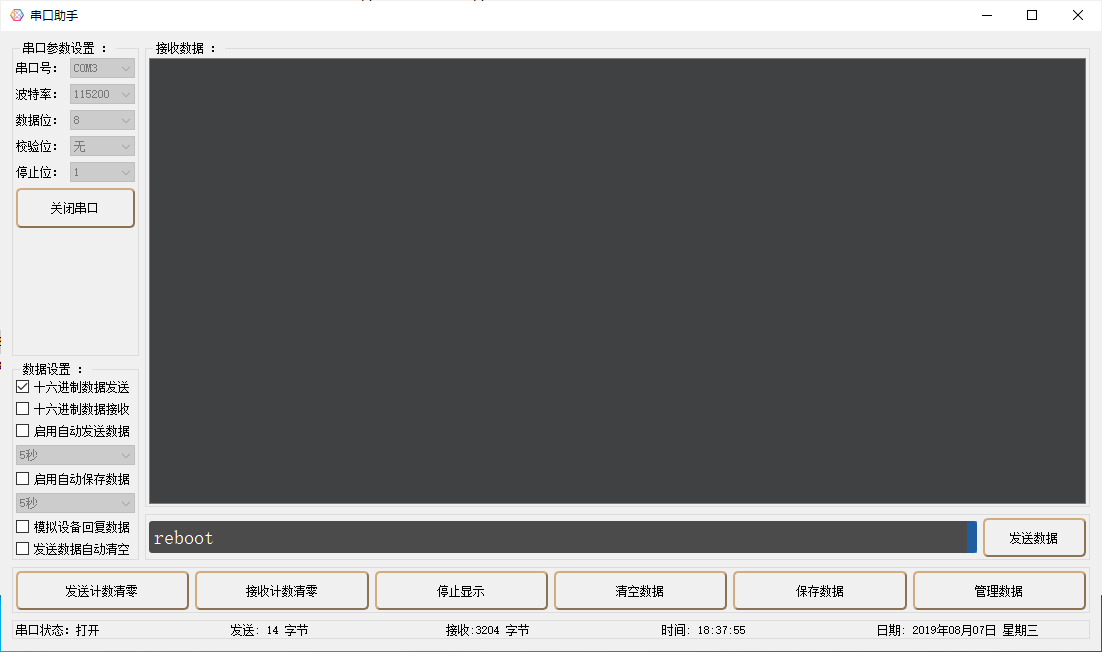 串口助手
串口参数设置 :
串口号:
COM3
波特率:
115200
数据位:
8
校验位:
无
停止位:
1
关闭串口
接收数据 :
数据设置 :
十六进制数据发送
十六进制数据接收
启用自动发送数据
5秒
启用自动保存数据
5秒
模拟设备回复数据
发送数据自动清空
reboot
发送数据
发送计数清零
接收计数清零
停止显示
清空数据
保存数据
管理数据
串口状态: 打开
发送: 14 字节
接收:3204 字节
时间: 18:37:55
日期: 2019年08月07日 星期三